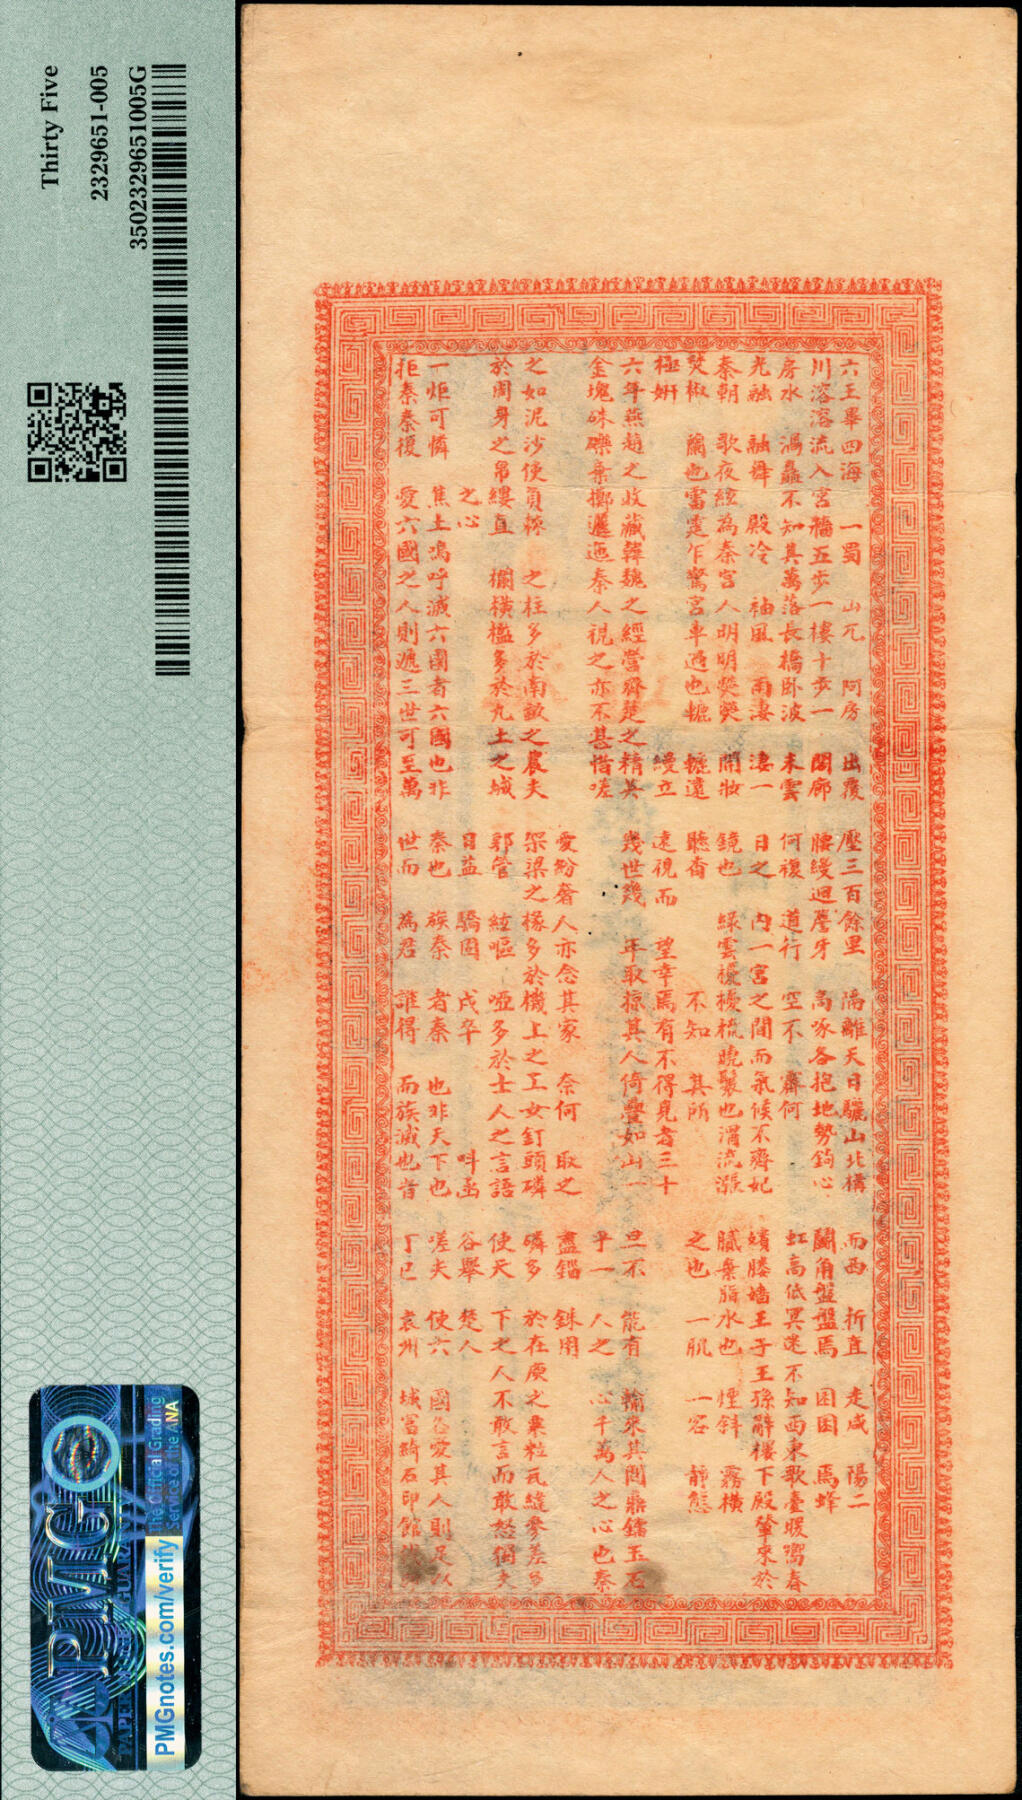 Thirty Five
2329651-005
3502329651005G
PMG
The Official Grading
Service of the ANA
PMGnotes.com/verify
六王畢四海 一蜀 山兀 阿房 出覆 壓三百餘里 隔離天日驪山北構 而西 折直 走咸 陽二
川溶溶流入宮牆五步一樓十步一 閣廊 腰縵迴簷牙 高啄各抱地勢鈎心 鬭角盤盤焉 囷囷 焉蜂
房水 渦矗不知其萬落長橋卧波 未雲 何複 道行 空不 霽何 虹高低冥迷不知西東歌臺暖響春
光融 融舞 殿冷 袖風 雨淒 淒一 日之 內一宮之間而氣候不齊妃 嬪媵嬙王子王孫辭樓下殿輦來於
秦朝 歌夜絃為秦宮人明明熒熒 開妝 鏡也 綠雲擾擾梳曉鬟也渭流漲 膩棄脂水也 煙斜 霧橫
焚椒 蘭也雷霆乍驚宮車過也轆 轆遠 聽杳 不知 其所 之也 一肌 一容 靜態
極妍 縵立 遠視而 望幸焉有不得見者三十
六年燕趙之收藏韓魏之經營齊楚之精英 幾世幾 年取掠其人倚疊如山一 旦不 能有 輸來其間鼎鐺玉石
金塊珠礫棄擲邐迤秦人視之亦不甚惜嗟 乎一 人之 心千萬人之心也秦
愛紛奢人亦念其家 奈何 取之 盡錙 銖用
之如泥沙使負棟 之柱多於南畝之農夫 架梁之椽多於機上之工女釘頭磷 磷多 於在庾之粟粒瓦縫參差多
於周身之帛縷直 欄橫檻多於九土之城 郭管 絃嘔 啞多於士人之言語 使天 下之人不敢言而敢怒獨夫
之心 日益 驕固 戍卒 叫函 谷舉 楚人
一炬可憐 焦土嗚呼滅六國者六國也非 秦也 族秦 者秦 也非天下也 嗟夫 使六 國各愛其人則足以
拒秦秦復 愛六國之人則遞三世可至萬 世而 為君 誰得 而族滅也昔 丁巳 袁州 城富綺石印館